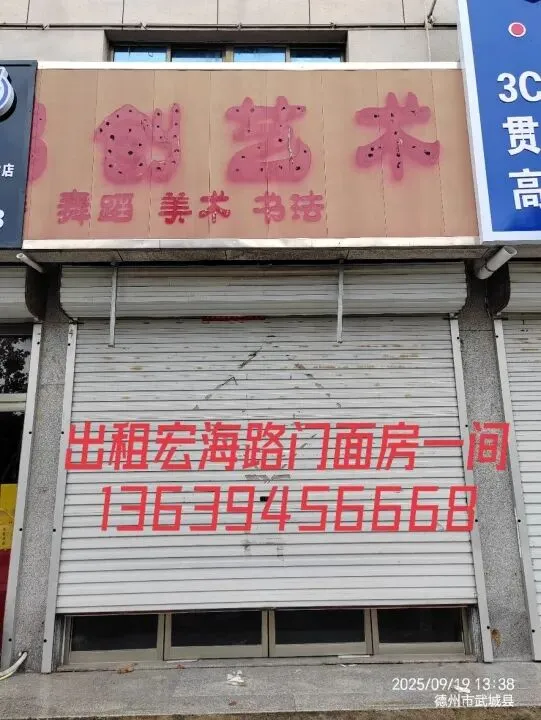 创艺术
舞蹈 美术 书法
店
3C
贯
高
出租宏海路门面房一间
13639456668
2025/09/19 13:38
德州市武城县